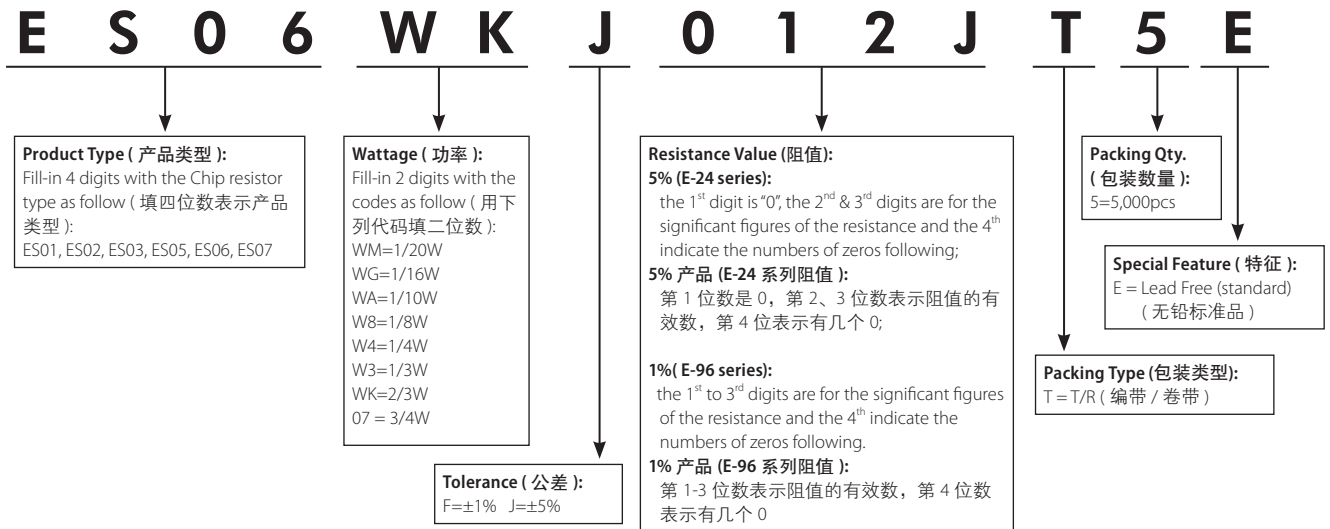 E S 0 6 W K J 0 1 2 J T 5 E
Product Type ( 产品类型 ):
Fill-in 4 digits with the Chip resistor
type as follow ( 填四位数表示产品
类型 ):
ES01, ES02, ES03, ES05, ES06, ES07
Wattage ( 功率 ):
Fill-in 2 digits with the
codes as follow ( 用下
列代码填二位数 ):
WM=1/20W
WG=1/16W
WA=1/10W
W8=1/8W
W4=1/4W
W3=1/3W
WK=2/3W
07 = 3/4W
Tolerance ( 公差 ):
F=±1% J=±5%
Resistance Value (阻值):
5% (E-24 series):
the 1st digit is “0”, the 2nd & 3rd digits are for the
significant figures of the resistance and the 4th
indicate the numbers of zeros following;
5% 产品 (E-24 系列阻值 ):
第 1 位数是 0，第 2、3 位数表示阻值的有
效数，第 4 位表示有几个 0;
1%( E-96 series):
the 1st to 3rd digits are for the significant figures
of the resistance and the 4th indicate the
numbers of zeros following.
1% 产品 (E-96 系列阻值 ):
第 1-3 位数表示阻值的有效数，第 4 位数
表示有几个 0
Packing Qty.
( 包装数量 ):
5=5,000pcs
Special Feature ( 特征 ):
E = Lead Free (standard)
( 无铅标准品 )
Packing Type (包装类型):
T = T/R ( 编带 / 卷带 )